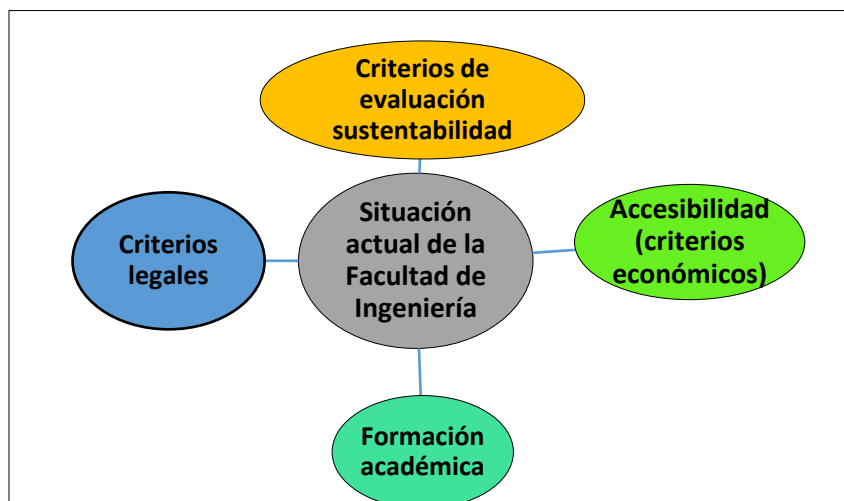 Criterios de
evaluación
sustentabilidad
Criterios
legales
Situación
actual de la
Facultad de
Ingeniería
Accesibilidad
(criterios
económicos)
Formación
académica